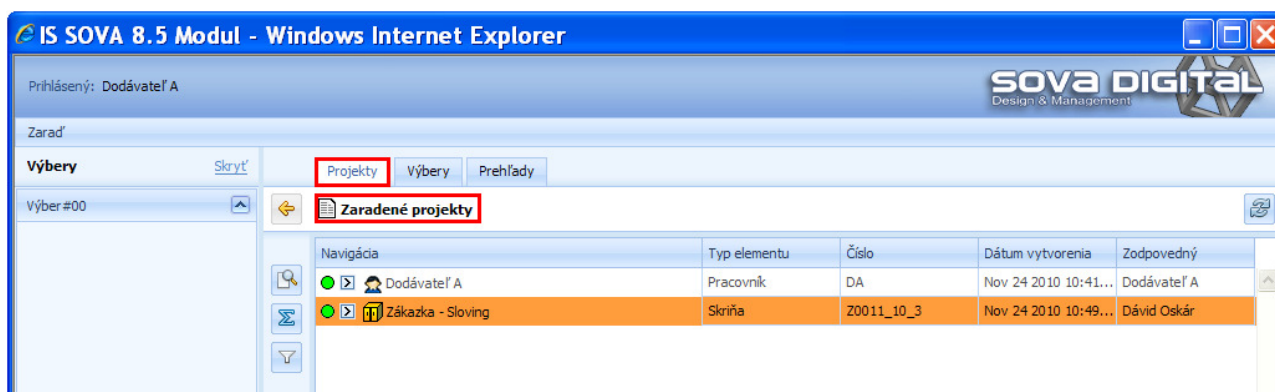 IS SOVA 8.5 Modul - Windows Internet Explorer
Prihlásený: Dodávateľ A
SOVA DIGITAL
Design & Management
Zaraď
Výbery Skryť Projekty Výbery Prehľady
Výber#00 Zaradené projekty
Navigácia Typ elementu Číslo Dátum vytvorenia Zodpovedný
Dodávateľ A Pracovník DA Nov 24 2010 10:41... Dodávateľ A
Zákazka - Sloving Skriňa Z0011_10_3 Nov 24 2010 10:49... Dávid Oskár